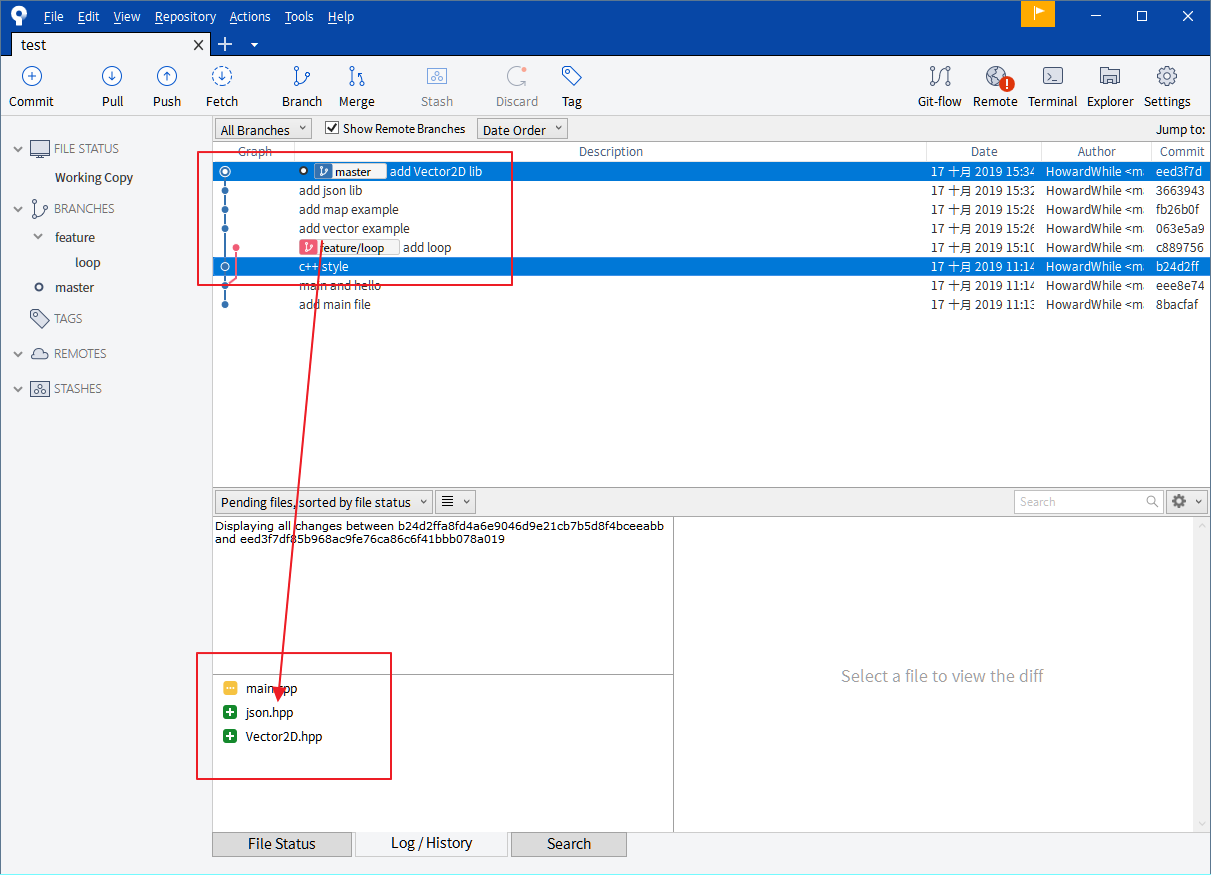 File Edit View Repository Actions Tools Help
test
Commit Pull Push Fetch Branch Merge Stash Discard Tag Git-flow Remote Terminal Explorer Settings
All Branches Show Remote Branches Date Order Jump to:
FILE STATUS
Working Copy
BRANCHES
feature
loop
master
TAGS
REMOTES
STASHES
Graph Description Date Author Commit
master add Vector2D lib 17 十月 2019 15:34 HowardWhile <m eed3f7d
add json lib 17 十月 2019 15:32 HowardWhile <m 3663943
add map example 17 十月 2019 15:28 HowardWhile <m fb26b0f
add vector example 17 十月 2019 15:26 HowardWhile <m 063e5a9
feature/loop add loop 17 十月 2019 15:10 HowardWhile <m c889756
c++ style 17 十月 2019 11:14 HowardWhile <m b24d2ff
main and hello 17 十月 2019 11:14 HowardWhile <m eee8e74
add main file 17 十月 2019 11:13 HowardWhile <m 8bacfaf
Pending files, sorted by file status Search
Displaying all changes between b24d2ffa8fd4a6e9046d9e21cb7b5d8f4bceeabb
and eed3f7df85b968ac9fe76ca86c6f41bbb078a019
main.cpp
json.hpp
Vector2D.hpp
Select a file to view the diff
File Status Log / History Search